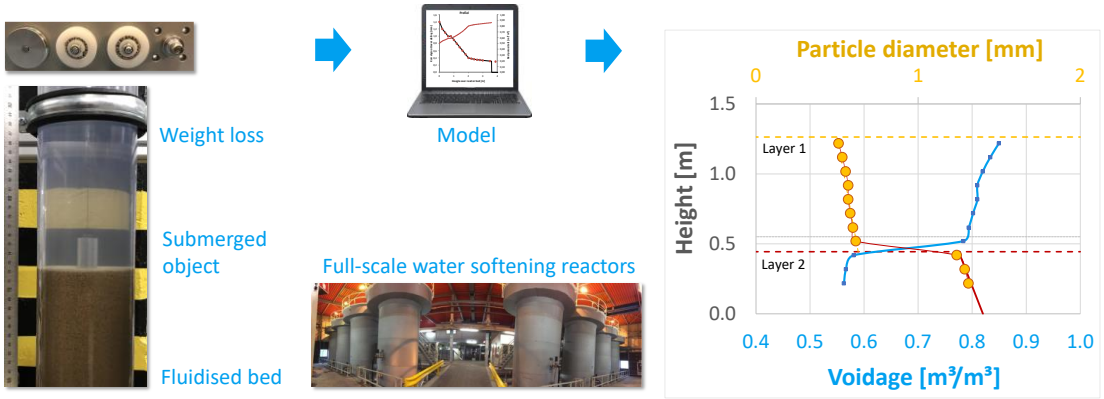 Weight loss
Submerged
object
Fluidised bed
Model
Full-scale water softening reactors
Particle diameter [mm]
0 1 2
1.5
1.0
0.5
0.0
Height [m]
Layer 1
Layer 2
0.4 0.5 0.6 0.7 0.8 0.9 1.0
Voidage [m³/m³]